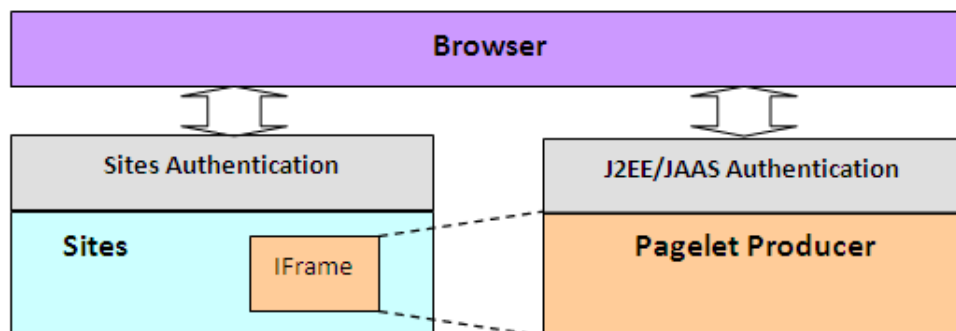 Browser
Sites Authentication
J2EE/JAAS Authentication
Sites
IFrame
Pagelet Producer